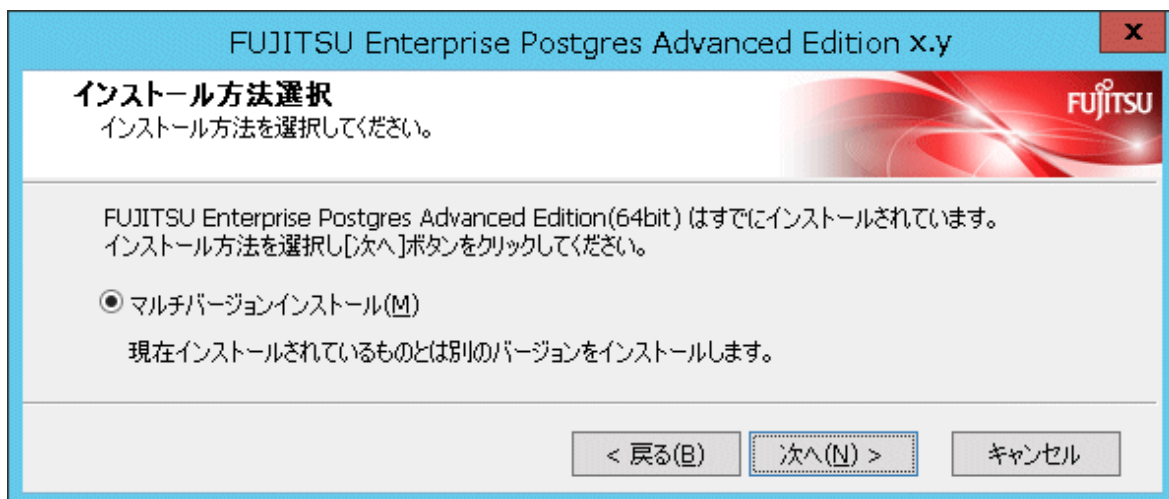 FUJITSU Enterprise Postgres Advanced Edition x.y
x
インストール方法選択
インストール方法を選択してください。
FUJITSU
FUJITSU Enterprise Postgres Advanced Edition(64bit) はすでにインストールされています。
インストール方法を選択し[次へ]ボタンをクリックしてください。
マルチバージョンインストール(M)
現在インストールされているものとは別のバージョンをインストールします。
< 戻る(B) 次へ(N) > キャンセル